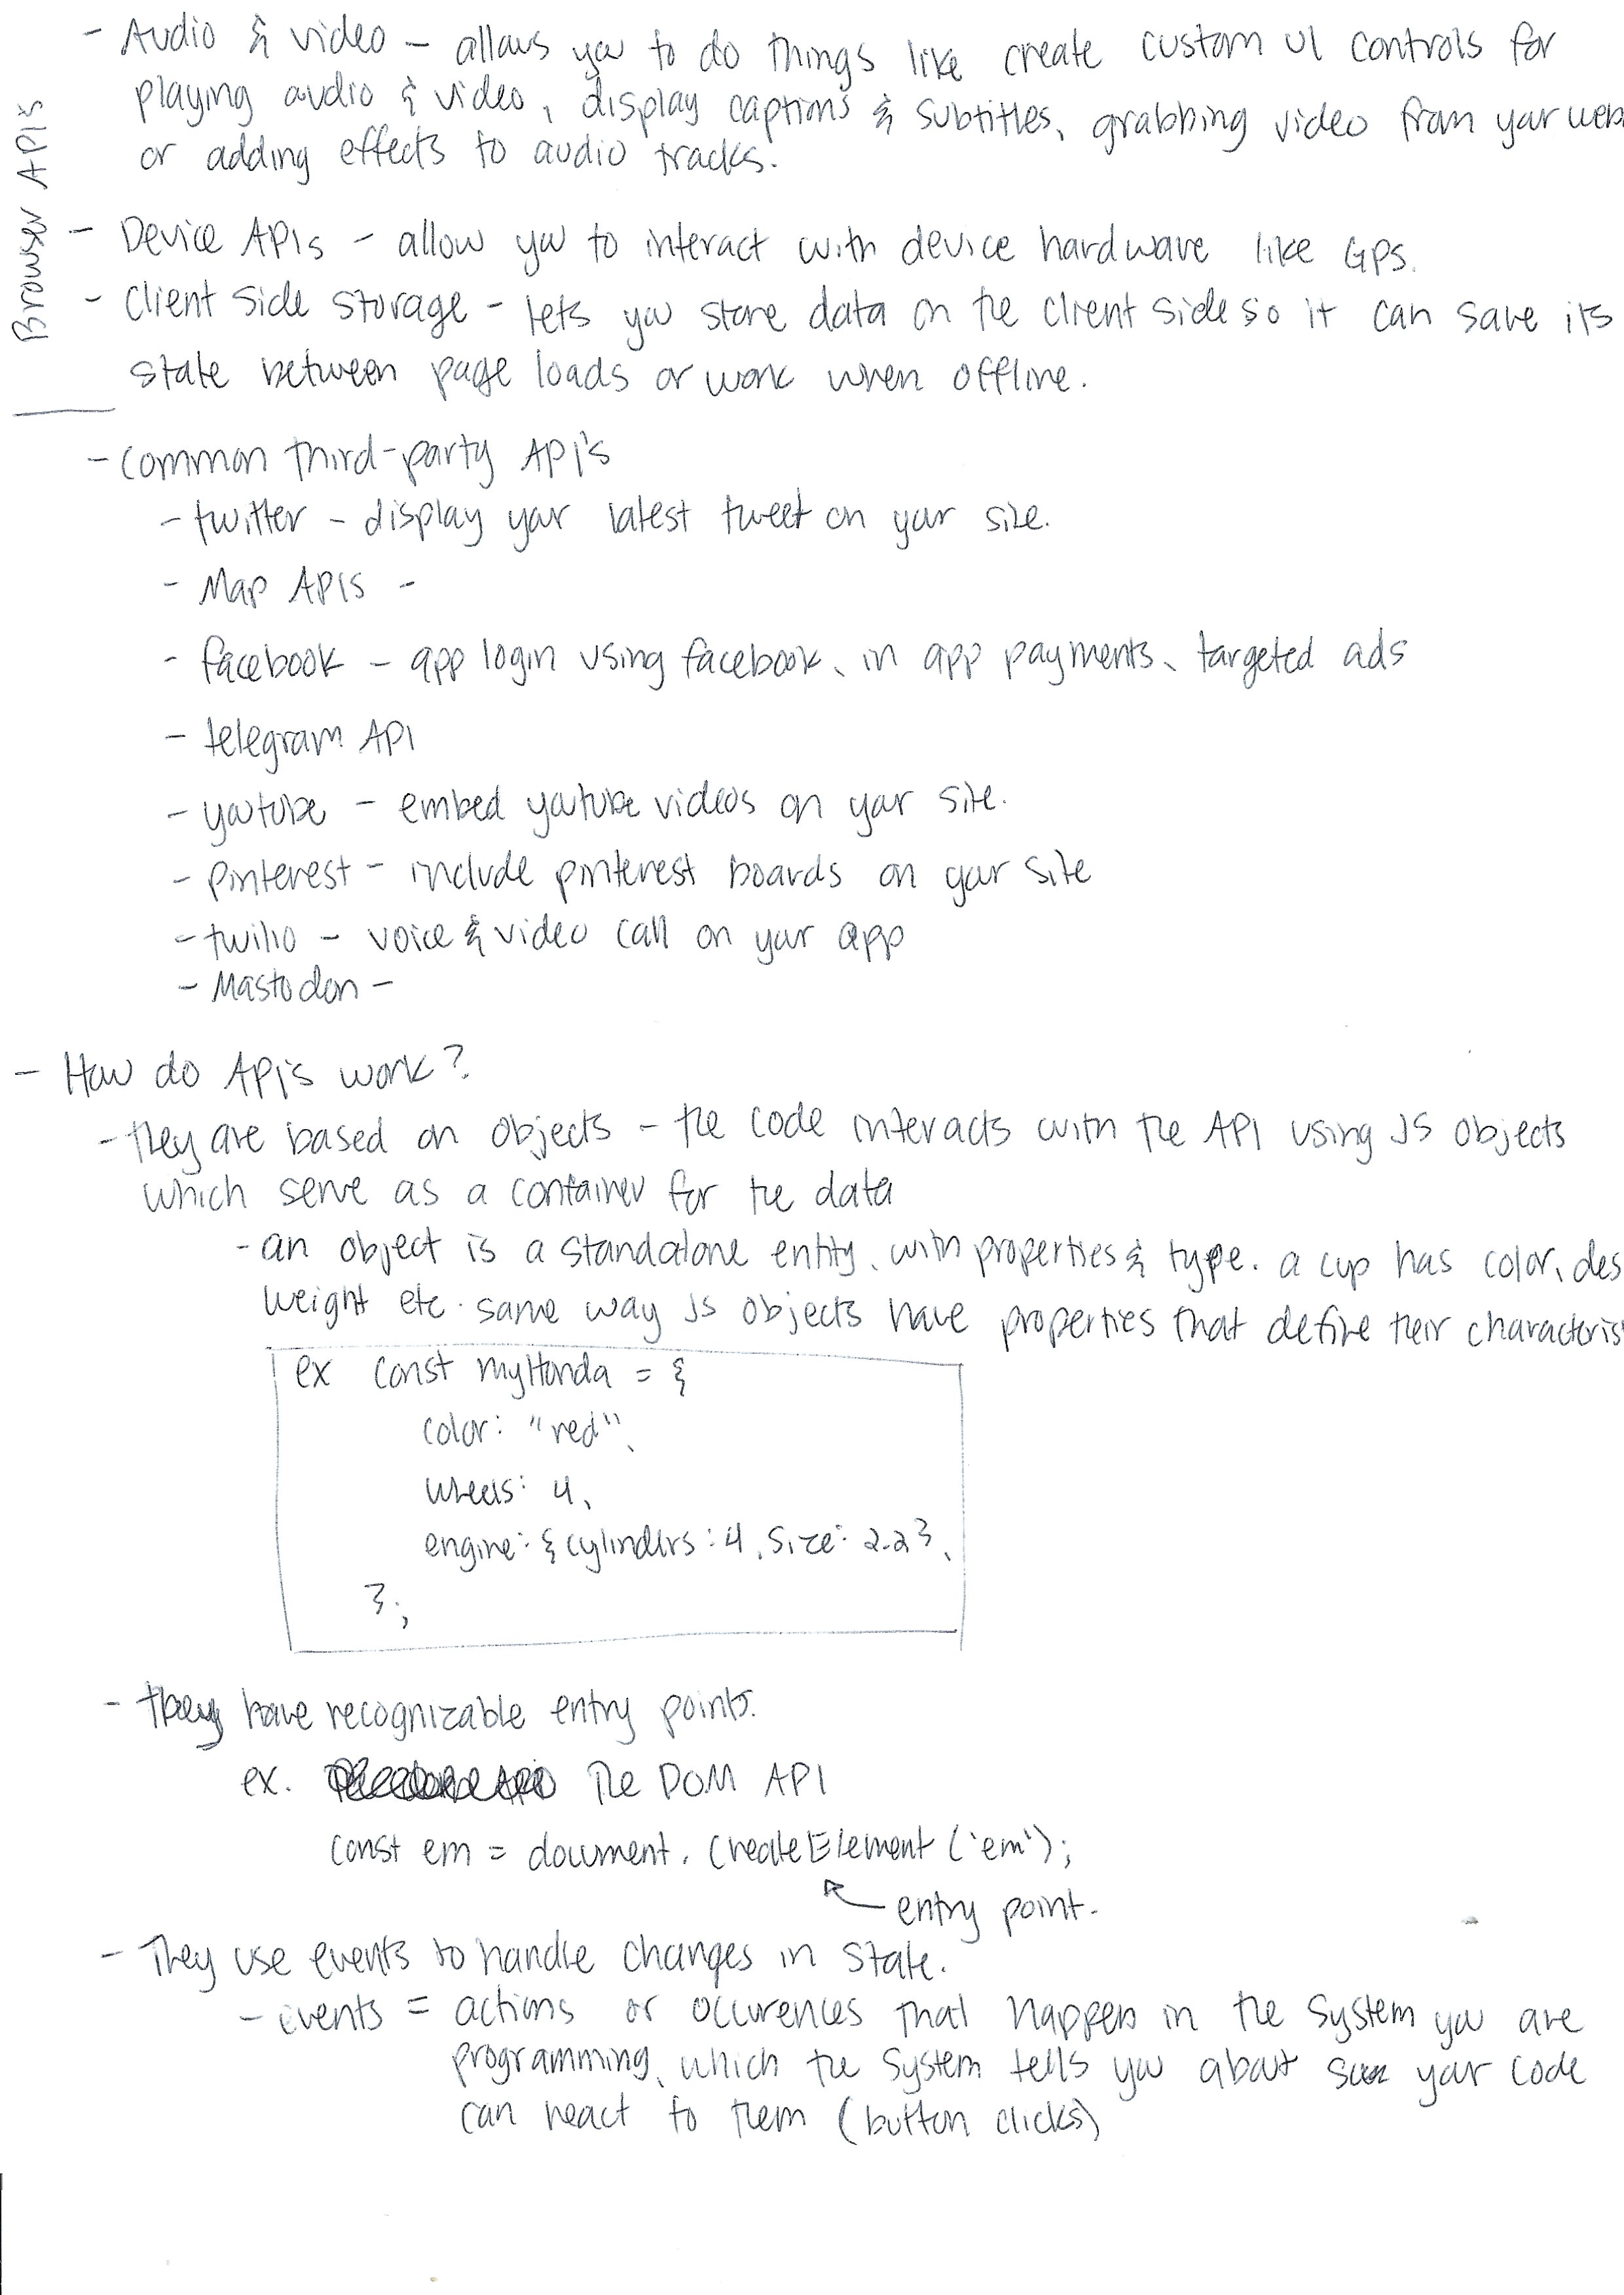 Browser APIs
- Audio & video - allows you to do things like create custom UI controls for
playing audio & video, display captions & subtitles, grabbing video from your web
or adding effects to audio tracks.
- Device APIs - allow you to interact with device hardware like GPS.
- Client side storage - lets you store data on the client side so it can save its
state between page loads or work when offline.
- Common third-party API's
- twitter - display your latest tweet on your site.
- Map APIs -
- facebook - app login using facebook, in app payments, targeted ads
- telegram API
- youtube - embed youtube videos on your site.
- pinterest - include pinterest boards on your site
- twilio - voice & video call on your app
- Mastodon -
- How do API's work?
- They are based on objects - the code interacts with the API using JS objects
which serve as a container for the data
- an object is a standalone entity, with properties & type. a cup has color, des
weight etc. same way JS objects have properties that define their characteris
ex const myHonda = {
color: "red",
wheels: 4,
engine: {cylinders: 4, size: 2.2},
};
- They have recognizable entry points.
ex. The DOM API
const em = document.createElement('em');
entry point.
- They use events to handle changes in state.
- events = actions or occurences that happen in the system you are
programming, which the system tells you about so your code
can react to them (button clicks)